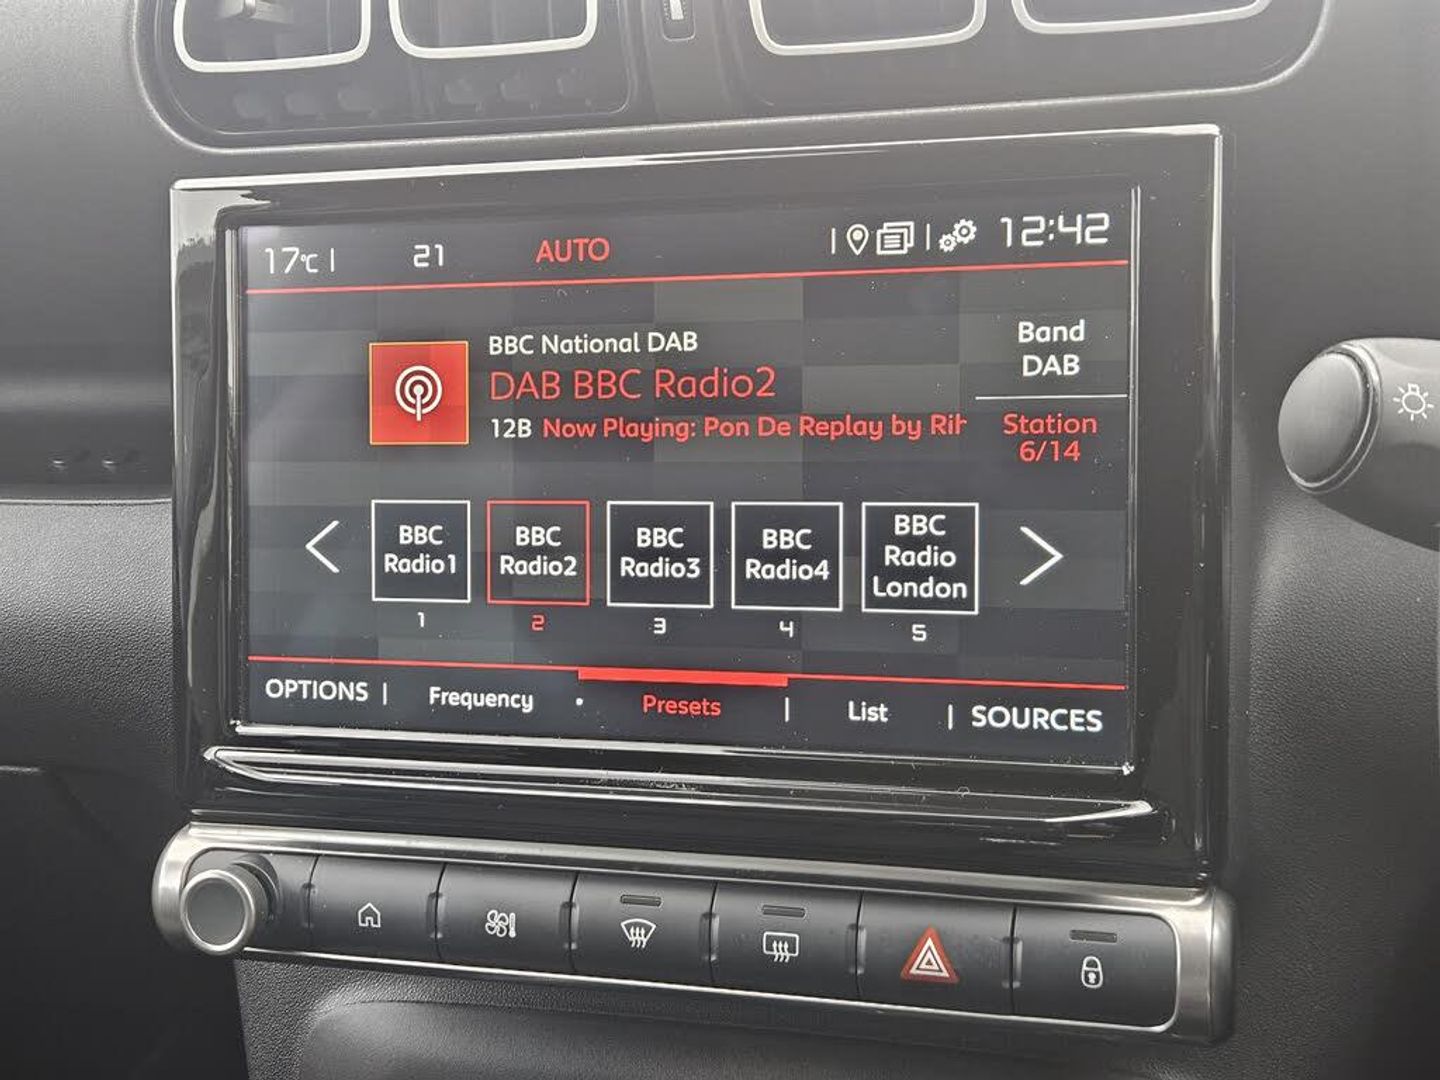 17°C 21 AUTO 12:42
BBC National DAB
DAB BBC Radio2
12B Now Playing: Pon De Replay by Rih
Band
DAB
Station
6/14
BBC
Radio1
1
BBC
Radio2
2
BBC
Radio3
3
BBC
Radio4
4
BBC
Radio
London
5
OPTIONS | Frequency • Presets | List | SOURCES